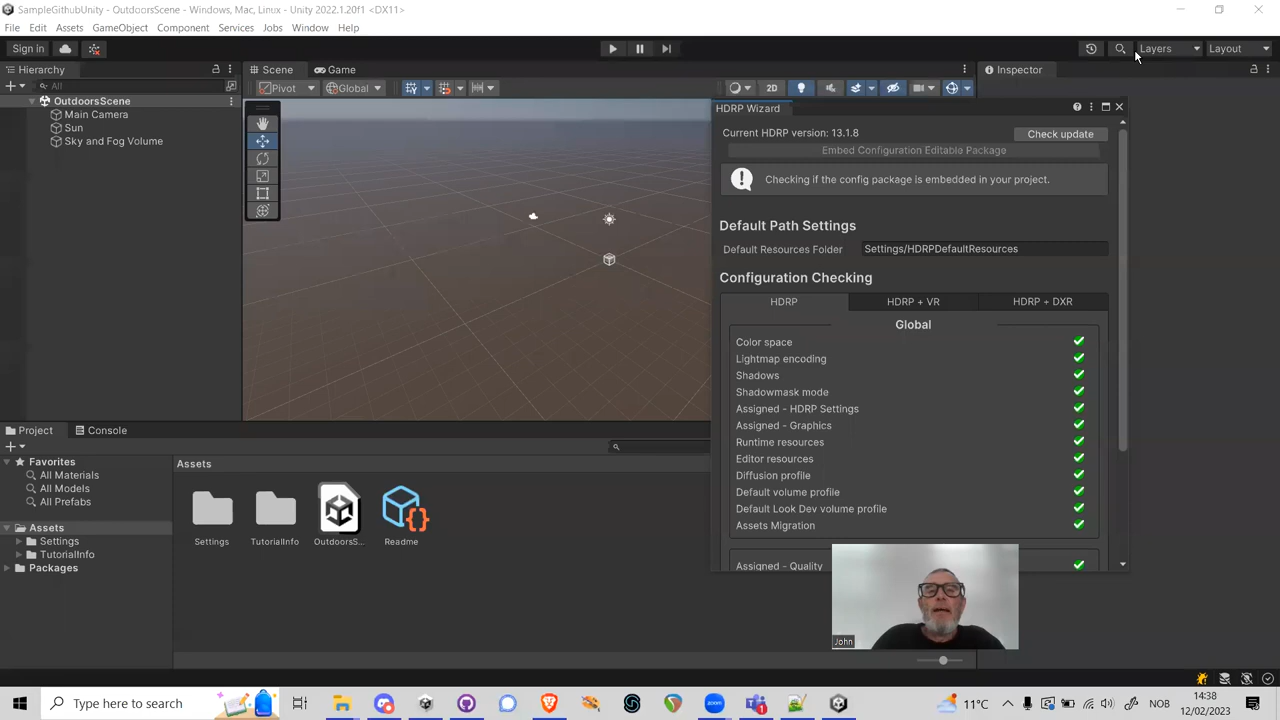 SampleGithubUnity - OutdoorsScene - Windows, Mac, Linux - Unity 2022.1.20f1 <DX11>
File Edit Assets GameObject Component Services Jobs Window Help
Sign in Layers Layout
Hierarchy
All
OutdoorsScene
Main Camera
Sun
Sky and Fog Volume
Scene Game
Pivot Global 2D
Inspector
HDRP Wizard
Current HDRP version: 13.1.8 Check update
Embed Configuration Editable Package
Checking if the config package is embedded in your project.
Default Path Settings
Default Resources Folder Settings/HDRPDefaultResources
Configuration Checking
HDRP HDRP + VR HDRP + DXR
Global
Color space
Lightmap encoding
Shadows
Shadowmask mode
Assigned - HDRP Settings
Assigned - Graphics
Runtime resources
Editor resources
Diffusion profile
Default volume profile
Default Look Dev volume profile
Assets Migration
Assigned - Quality
Project Console
Favorites
All Materials
All Models
All Prefabs
Assets
Settings
TutorialInfo
Packages
Assets
Settings TutorialInfo OutdoorsS... Readme
John
Type here to search
11°C
NOB
14:38
12/02/2023